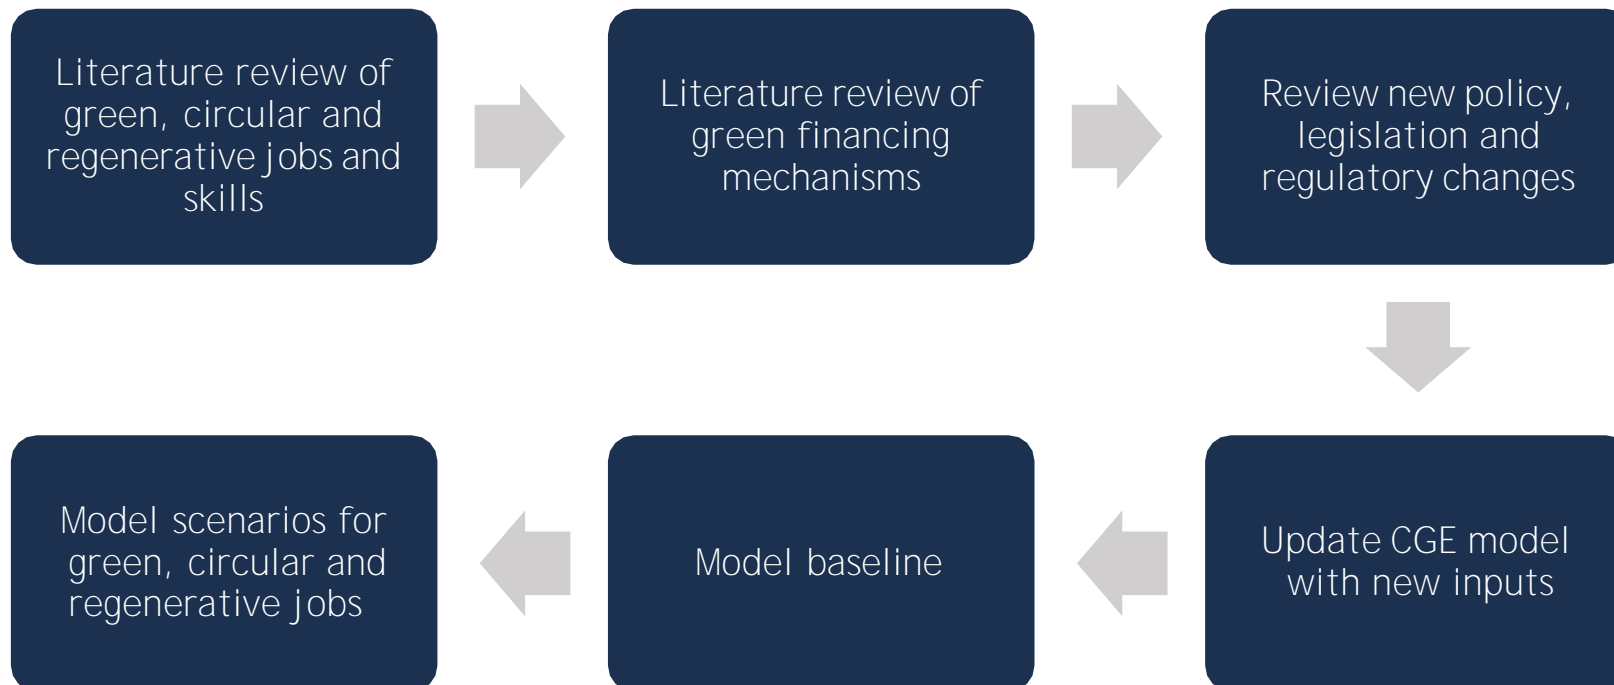 Literature review of
green, circular and
regenerative jobs and
skills
Literature review of
green financing
mechanisms
Review new policy,
legislation and
regulatory changes
Update CGE model
with new inputs
Model baseline
Model scenarios for
green, circular and
regenerative jobs